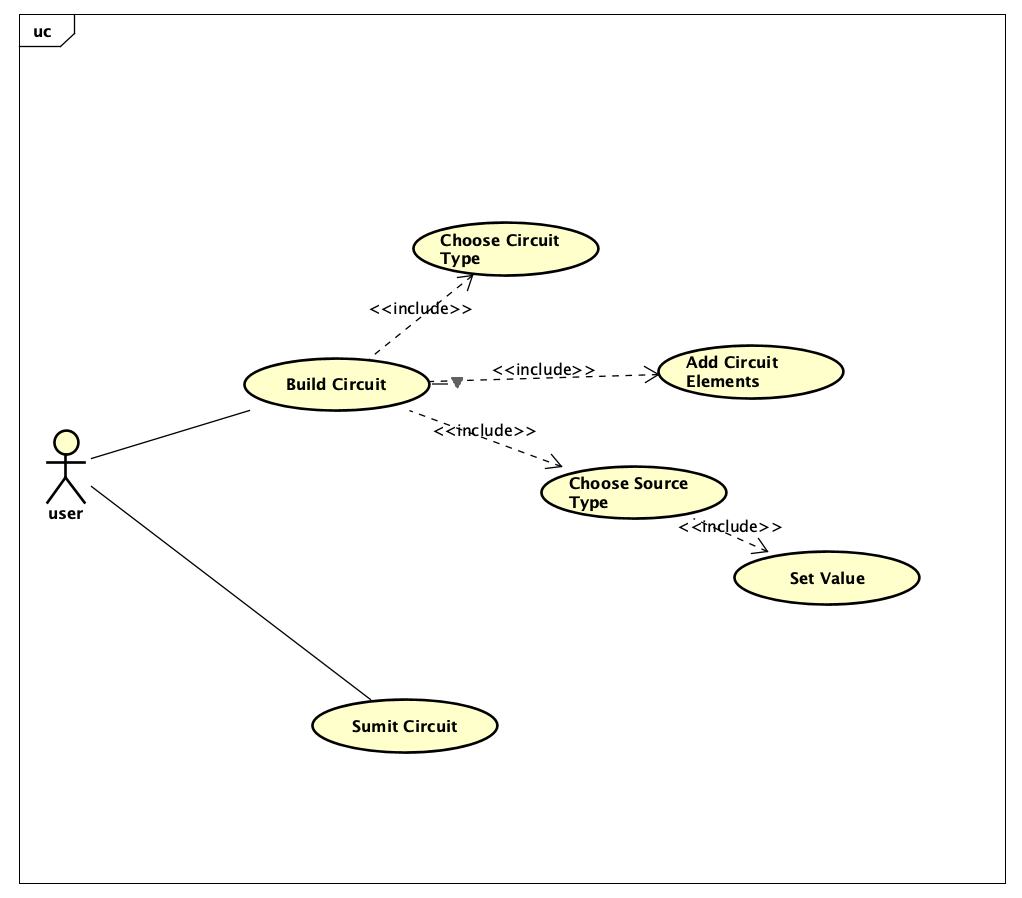 uc
Choose Circuit
Type
<<include>>
Build Circuit
<<include>>
Add Circuit
Elements
<<include>>
Choose Source
Type
user
<<include>>
Set Value
Sumit Circuit